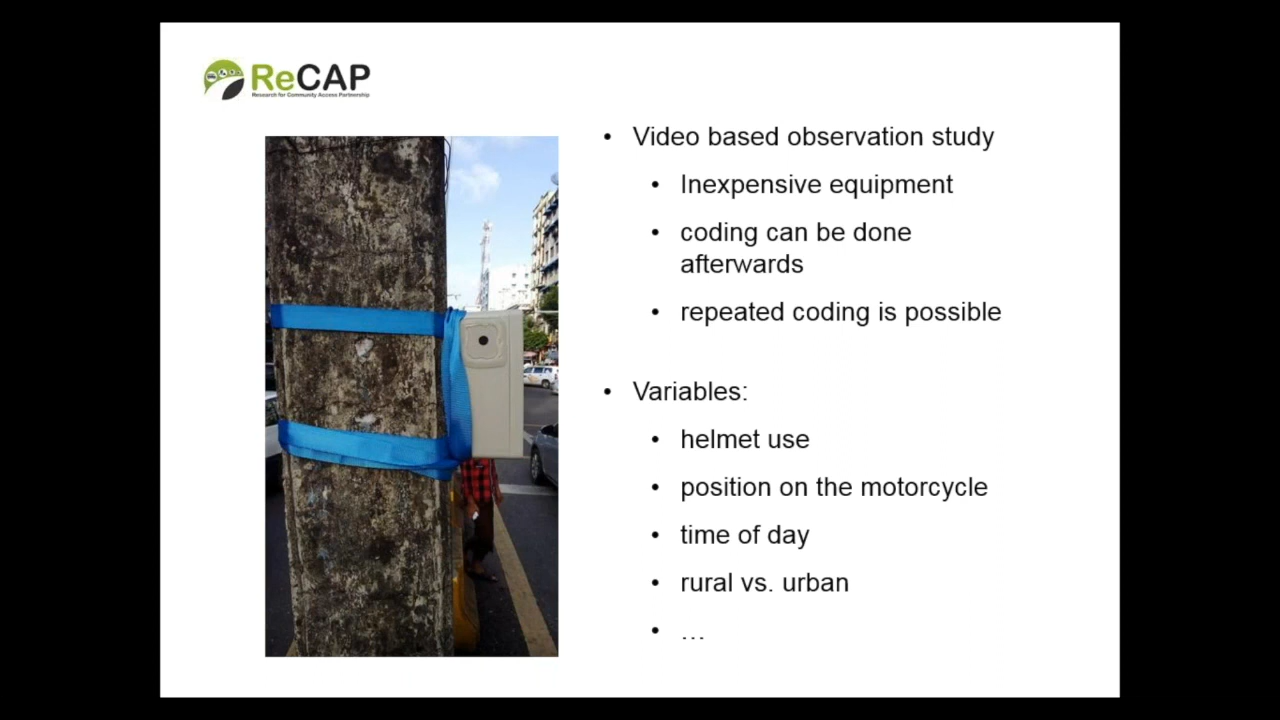 ReCAP
Research for Community Access Partnership
• Video based observation study
• Inexpensive equipment
• coding can be done
afterwards
• repeated coding is possible
• Variables:
• helmet use
• position on the motorcycle
• time of day
• rural vs. urban
• …